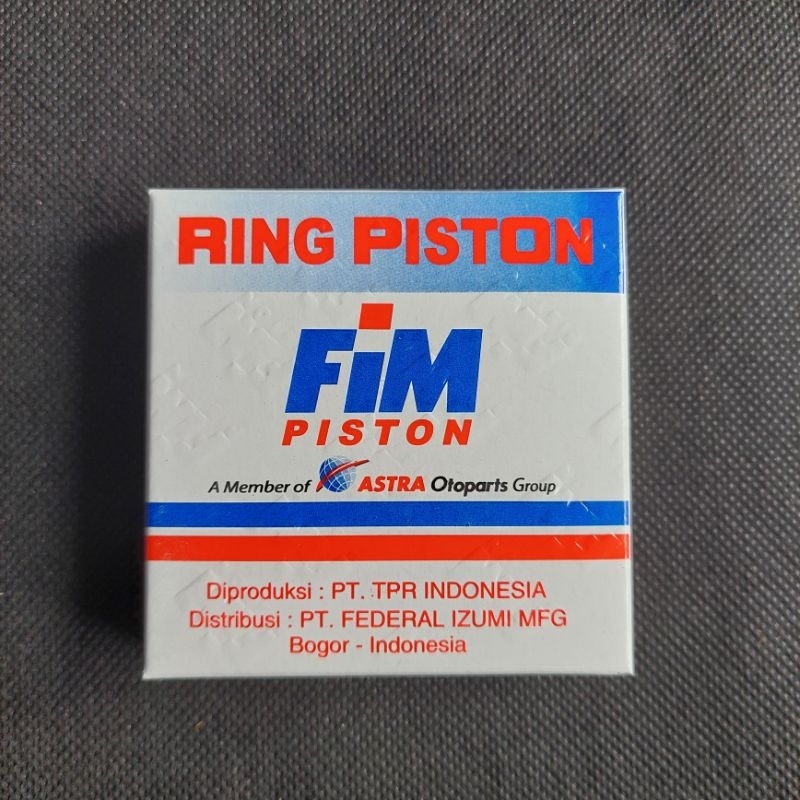 RING PISTON
FiM
PISTON
A Member of ASTRA Otoparts Group
Diproduksi : PT. TPR INDONESIA
Distribusi : PT. FEDERAL IZUMI MFG
Bogor - Indonesia